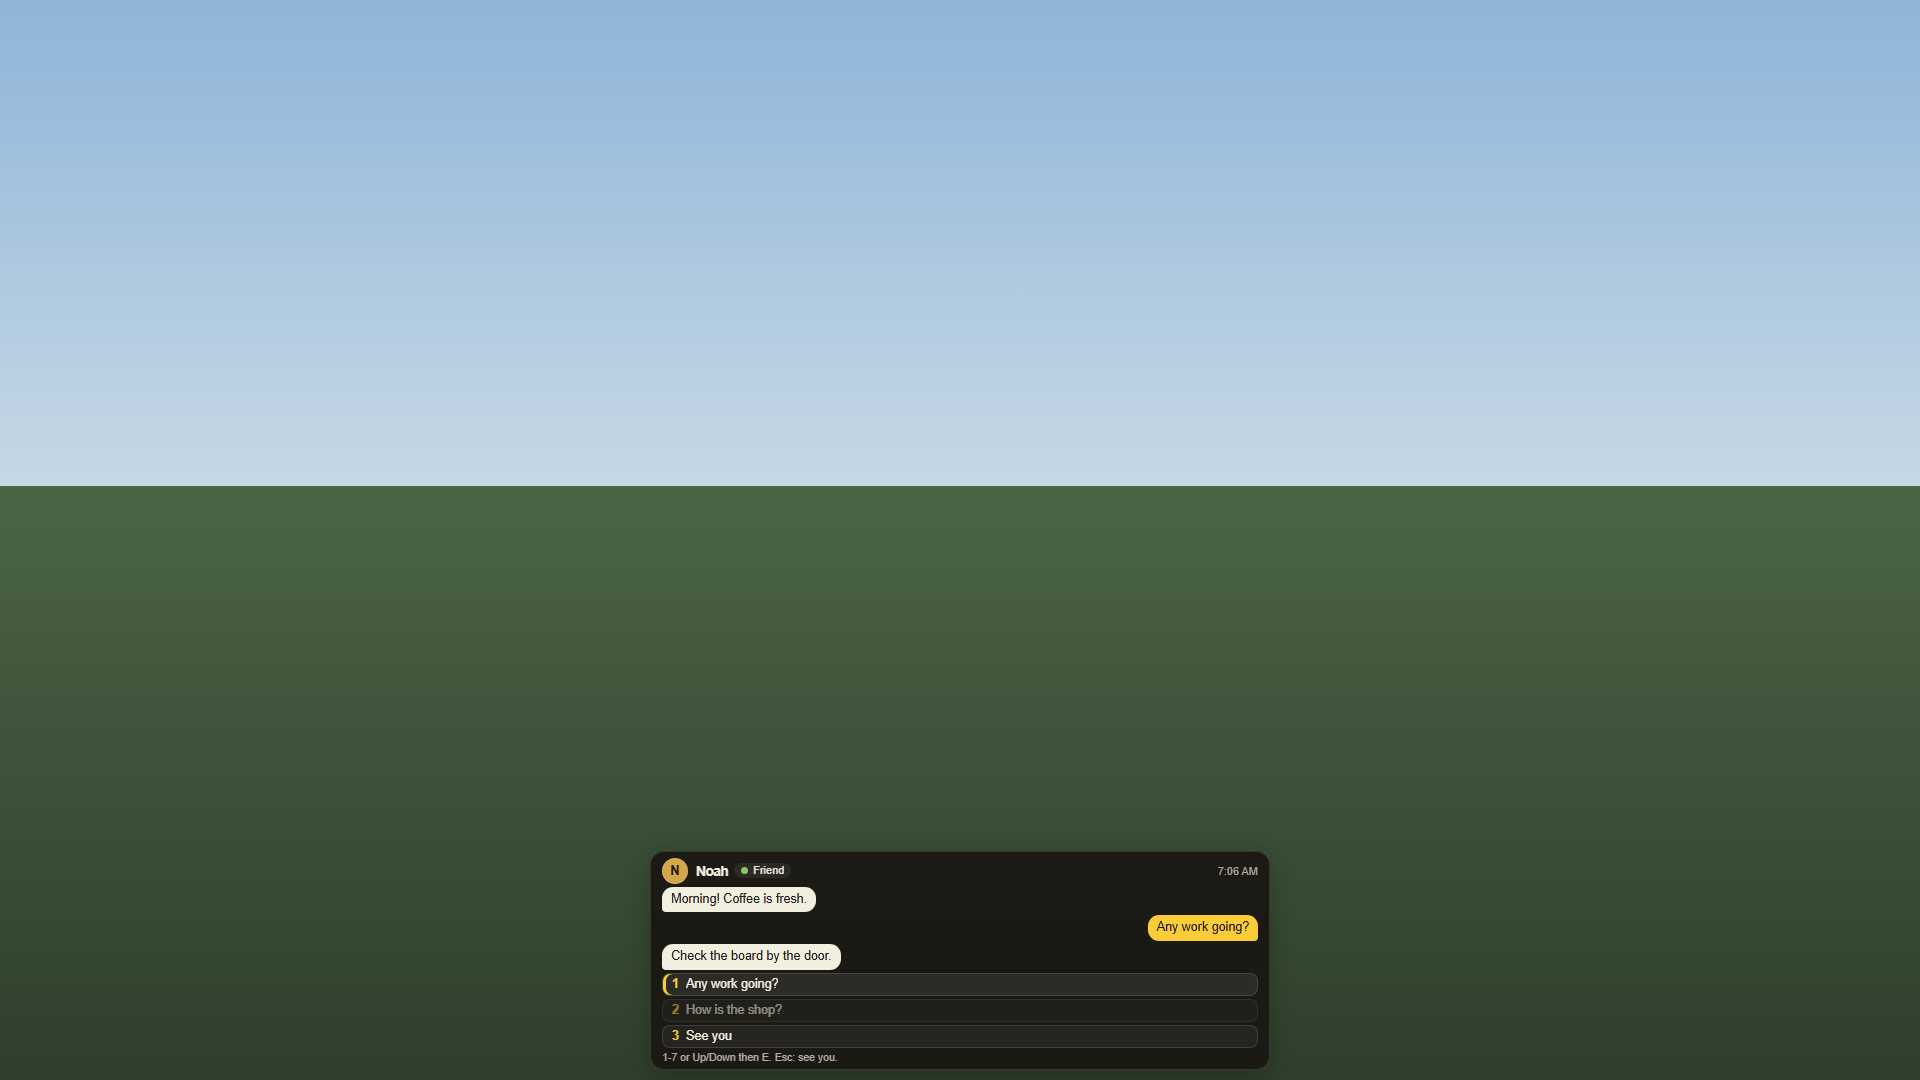 N Noah Friend 7:06 AM
Morning! Coffee is fresh.
Any work going?
Check the board by the door.
1 Any work going?
2 How is the shop?
3 See you
1-7 or Up/Down then E. Esc: see you.